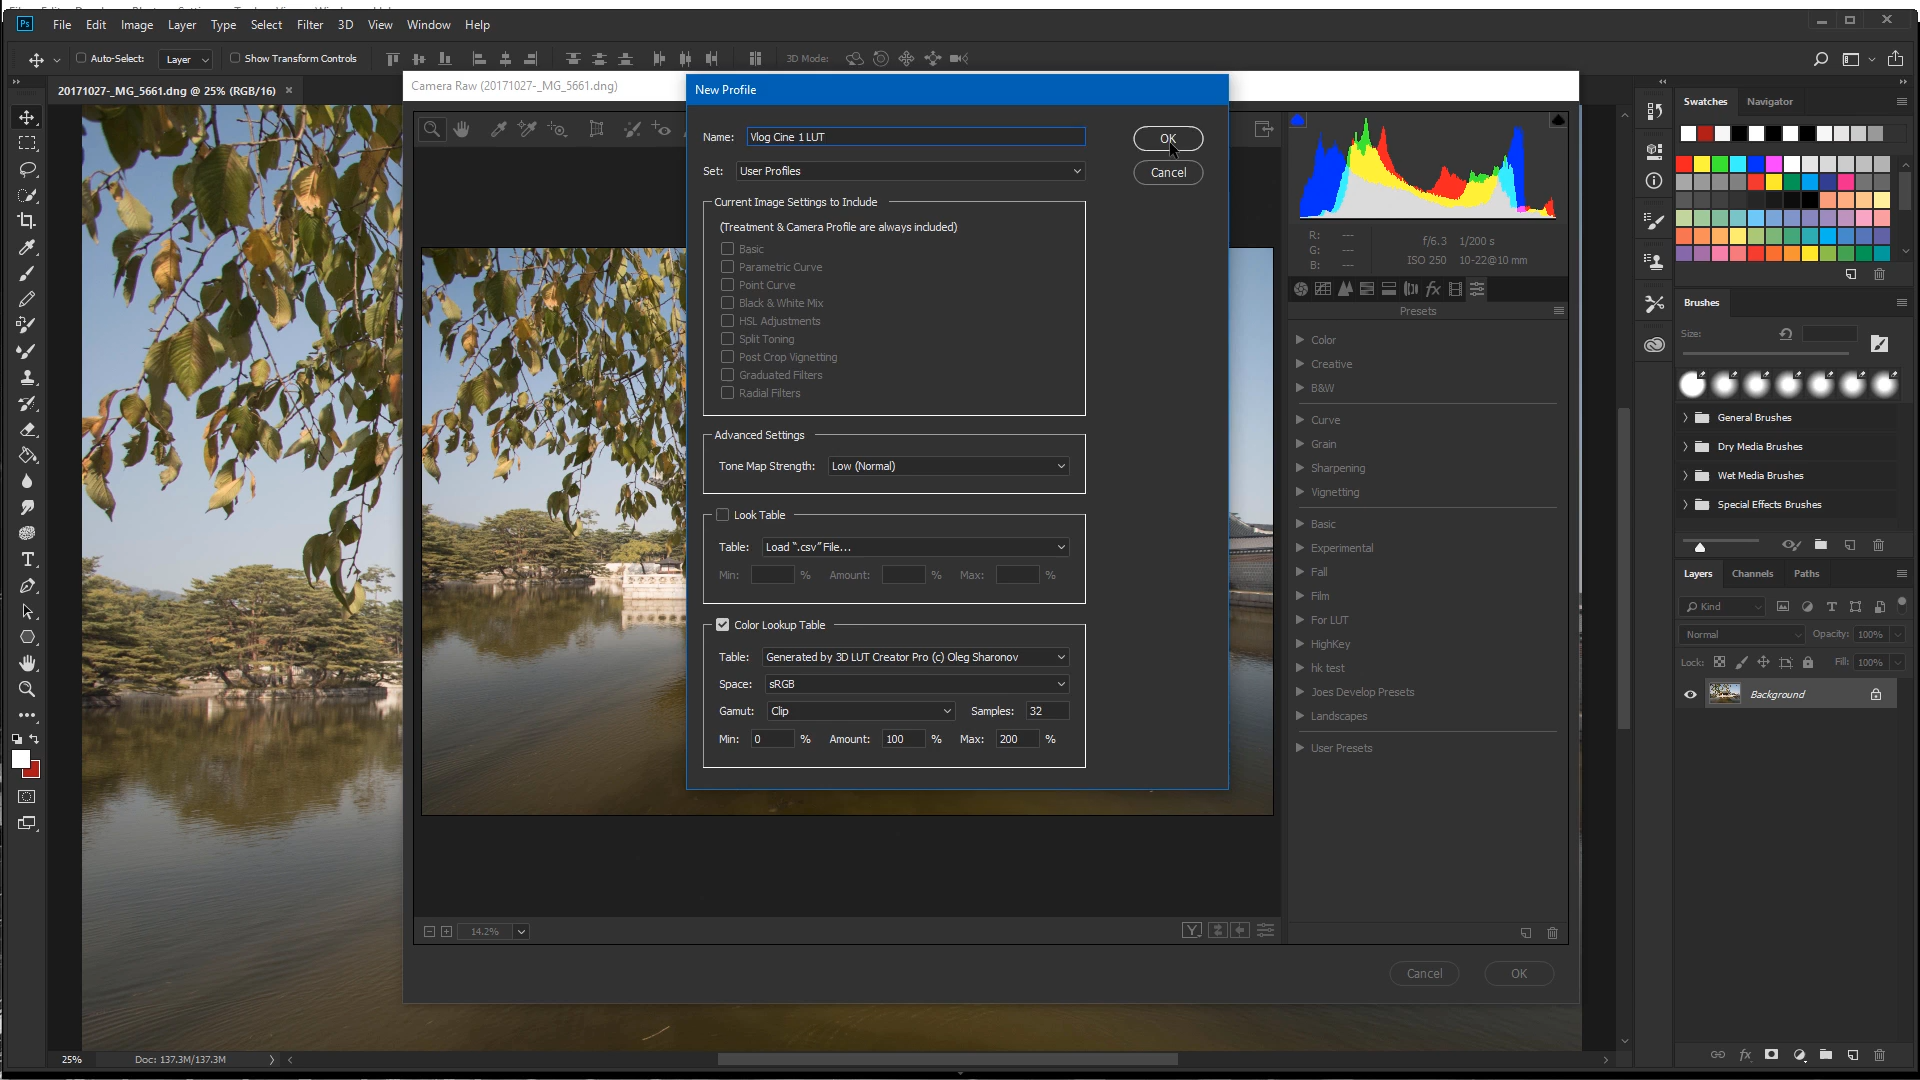 Ps File Edit Image Layer Type Select Filter 3D View Window Help
Auto-Select: Layer Show Transform Controls 3D Mode:
20171027-_MG_5661.dng @ 25% (RGB/16) ×
Camera Raw (20171027-_MG_5661.dng)
New Profile
Name: Vlog Cine 1 LUT
OK
Set: User Profiles
Cancel
Current Image Settings to Include
(Treatment & Camera Profile are always included)
Basic
Parametric Curve
Point Curve
Black & White Mix
HSL Adjustments
Split Toning
Post Crop Vignetting
Graduated Filters
Radial Filters
Advanced Settings
Tone Map Strength: Low (Normal)
Look Table
Table: Load “.csv” File...
Min: % Amount: % Max: %
Color Lookup Table
Table: Generated by 3D LUT Creator Pro (c) Oleg Sharonov
Space: sRGB
Gamut: Clip Samples: 32
Min: 0 % Amount: 100 % Max: 200 %
14.2%
Y
R: ---
G: ---
B: ---
f/6.3 1/200 s
ISO 250 10-22@10 mm
fx
Presets
Color
Creative
B&W
Curve
Grain
Sharpening
Vignetting
Basic
Experimental
Fall
Film
For LUT
HighKey
hk test
Joes Develop Presets
Landscapes
User Presets
Cancel OK
Swatches Navigator
Brushes
Size:
General Brushes
Dry Media Brushes
Wet Media Brushes
Special Effects Brushes
Layers Channels Paths
Kind
Normal Opacity: 100%
Lock: Fill: 100%
Background
fx
25% Doc: 137.3M/137.3M